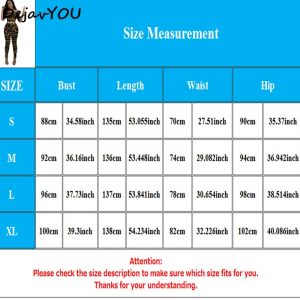 DejavYOU
Size Measurement
SIZE Bust Length Waist Hip
S 88cm 34.58inch 135cm 53.055inch 70cm 27.51inch 90cm 35.37inch
M 92cm 36.16inch 136cm 53.448inch 74cm 29.082inch 94cm 36.942inch
L 96cm 37.73inch 137cm 53.841inch 78cm 30.654inch 98cm 38.514inch
XL 100cm 39.3inch 138cm 54.234inch 82cm 32.226inch 102cm 40.086inch
Attention:
Please check the size description to make sure which size fits for you.
Thanks for your understanding.